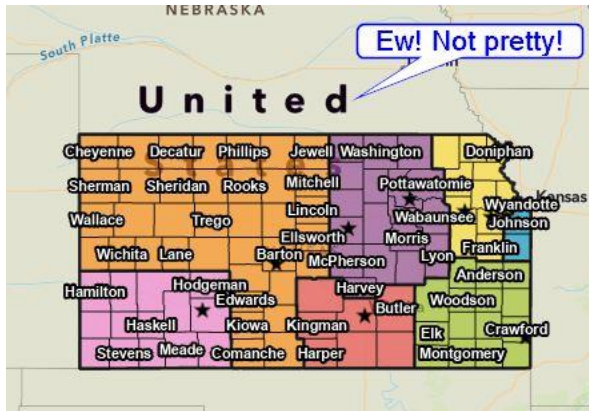 NEBRASKA
South Platte
Ew! Not pretty!
United
Cheyenne Decatur Phillips Jewell Washington Doniphan
States
Sherman Sheridan Rooks Mitchell Pottawatomie
Kansas
Wyandotte
Wallace Trego Lincoln Wabaunsee Johnson
Ellsworth Morris Franklin
Wichita Lane Barton McPherson Lyon
Anderson
Hamilton Hodgeman Harvey
Edwards Butler Woodson
Haskell Kiowa Kingman Elk Crawford
Stevens Meade Comanche Harper Montgomery